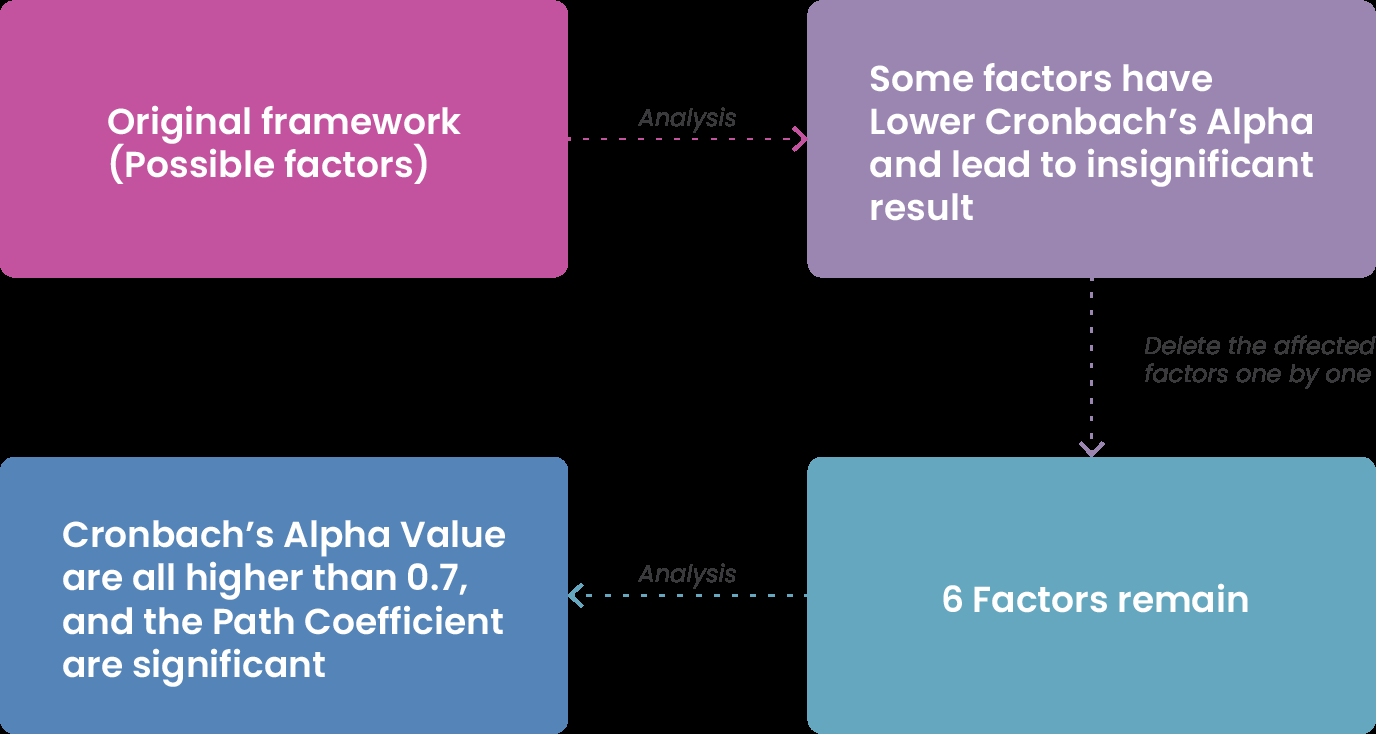 Original framework
(Possible factors)
Analysis
Some factors have
Lower Cronbach’s Alpha
and lead to insignificant
result
Delete the affected
factors one by one
6 Factors remain
Analysis
Cronbach’s Alpha Value
are all higher than 0.7,
and the Path Coefficient
are significant